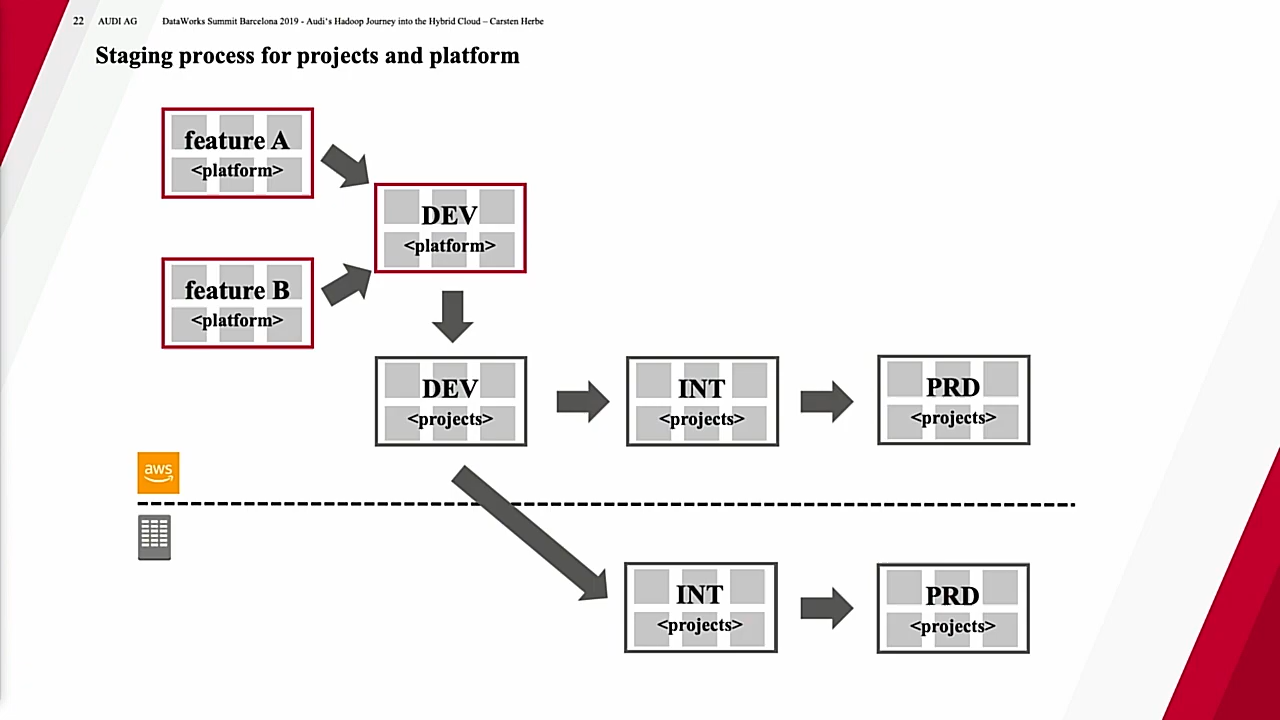 22 AUDI AG DataWorks Summit Barcelona 2019 - Audi's Hadoop Journey into the Hybrid Cloud – Carsten Herbe
Staging process for projects and platform
feature A
<platform>
DEV
<platform>
feature B
<platform>
DEV
<projects>
INT
<projects>
PRD
<projects>
aws
INT
<projects>
PRD
<projects>